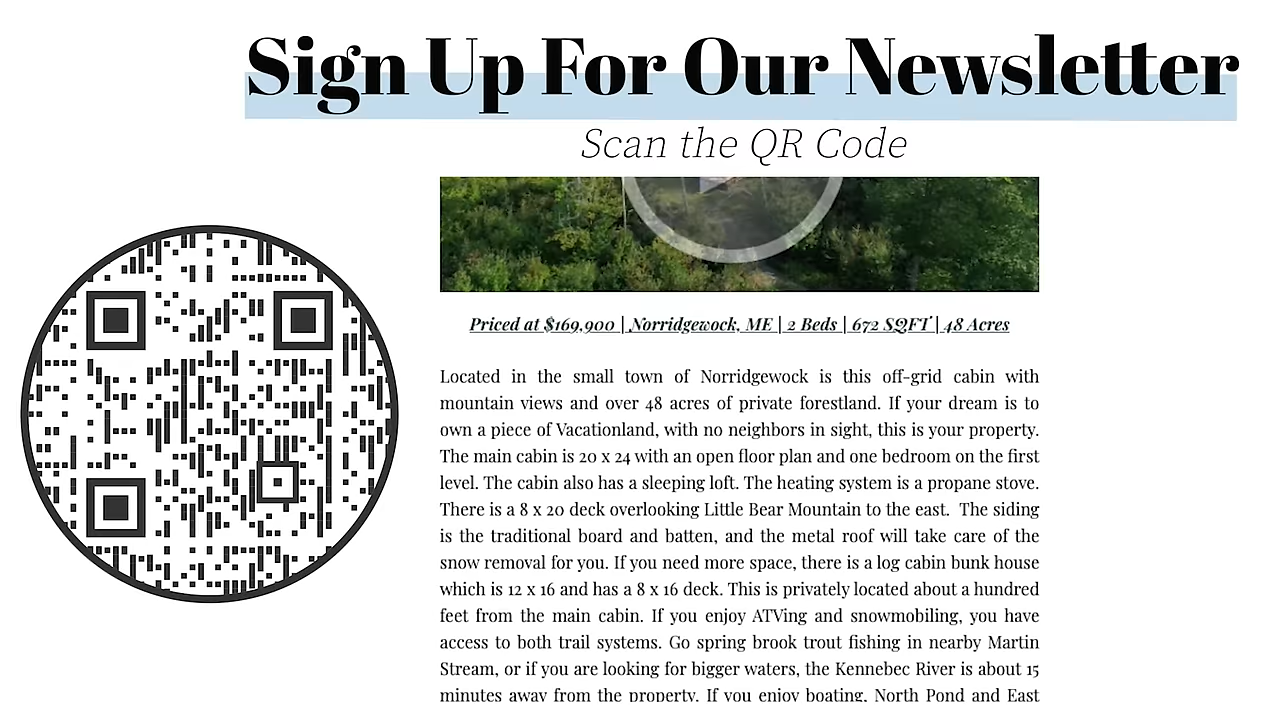 Sign Up For Our Newsletter
Scan the QR Code
Priced at $169,900 | Norridgewock, ME | 2 Beds | 672 SQFT | 48 Acres
Located in the small town of Norridgewock is this off-grid cabin with
mountain views and over 48 acres of private forestland. If your dream is to
own a piece of Vacationland, with no neighbors in sight, this is your property.
The main cabin is 20 x 24 with an open floor plan and one bedroom on the first
level. The cabin also has a sleeping loft. The heating system is a propane stove.
There is a 8 x 20 deck overlooking Little Bear Mountain to the east. The siding
is the traditional board and batten, and the metal roof will take care of the
snow removal for you. If you need more space, there is a log cabin bunk house
which is 12 x 16 and has a 8 x 16 deck. This is privately located about a hundred
feet from the main cabin. If you enjoy ATVing and snowmobiling, you have
access to both trail systems. Go spring brook trout fishing in nearby Martin
Stream, or if you are looking for bigger waters, the Kennebec River is about 15
minutes away from the property. If you enjoy boating, North Pond and East